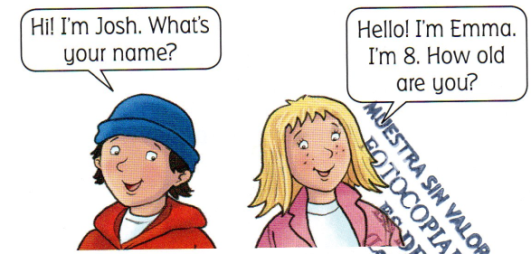 Hi! I'm Josh. What's
your name?
Hello! I'm Emma.
I'm 8. How old
are you?
MUESTRA SIN VALOR
FOTOCOPIA